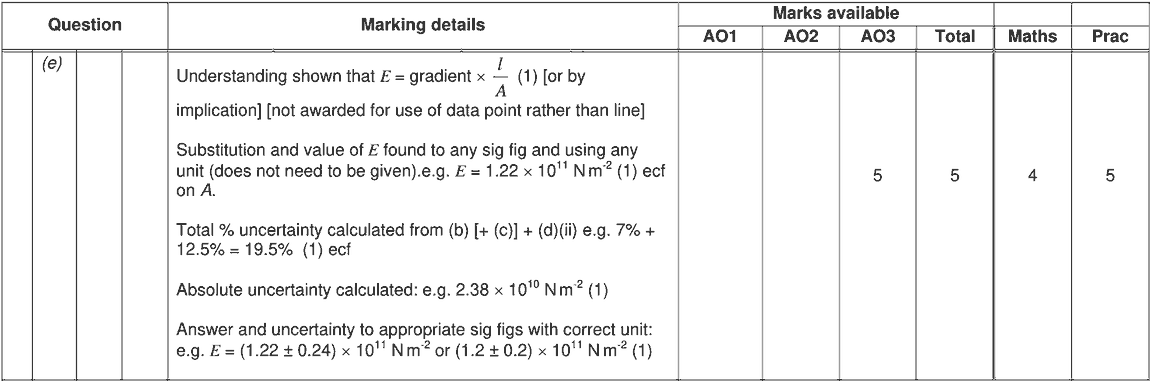 Question Marking details Marks available
AO1 AO2 AO3 Total Maths Prac
(e)
Understanding shown that E = gradient × l/A (1) [or by
implication] [not awarded for use of data point rather than line]
Substitution and value of E found to any sig fig and using any
unit (does not need to be given).e.g. E = 1.22 × 10¹¹ N m⁻² (1) ecf
on A.
5 5 4 5
Total % uncertainty calculated from (b) [+ (c)] + (d)(ii) e.g. 7% +
12.5% = 19.5% (1) ecf
Absolute uncertainty calculated: e.g. 2.38 × 10¹⁰ N m⁻² (1)
Answer and uncertainty to appropriate sig figs with correct unit:
e.g. E = (1.22 ± 0.24) × 10¹¹ N m⁻² or (1.2 ± 0.2) × 10¹¹ N m⁻² (1)